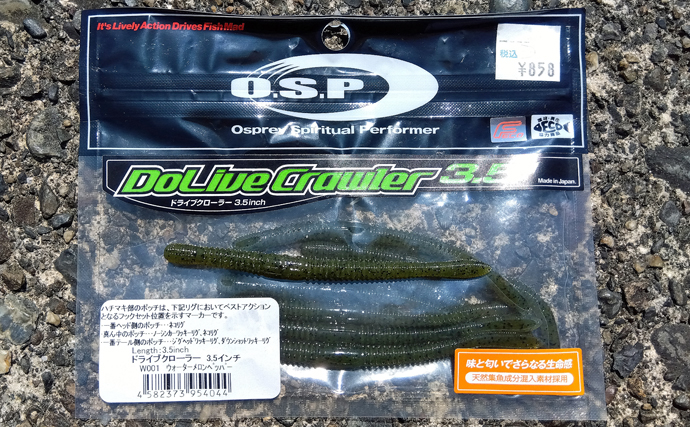 It's Lively Action Drives Fish Mad
税込
¥858
O.S.P
Osprey Spiritual Performer
DoLive Crawler 3.5
ドライブクローラー 3.5inch
Made in Japan.
ハチマキ部のポッチは、下記リグにおいてベストアクション
となるフックセット位置を示すマーカーです。
一番ヘッド側のポッチ…ネコリグ
真ん中のポッチ…ノーシンカーワッキーリグ、ネコリグ
一番テール側のポッチ…ジグヘッドワッキーリグ、ダウンショットワッキーリグ
Length:3.5inch
ドライブクローラー 3.5インチ
W001 ウォーターメロンペッパー
4 582373 954044
味と匂いでさらなる生命感
天然集魚成分混入素材採用